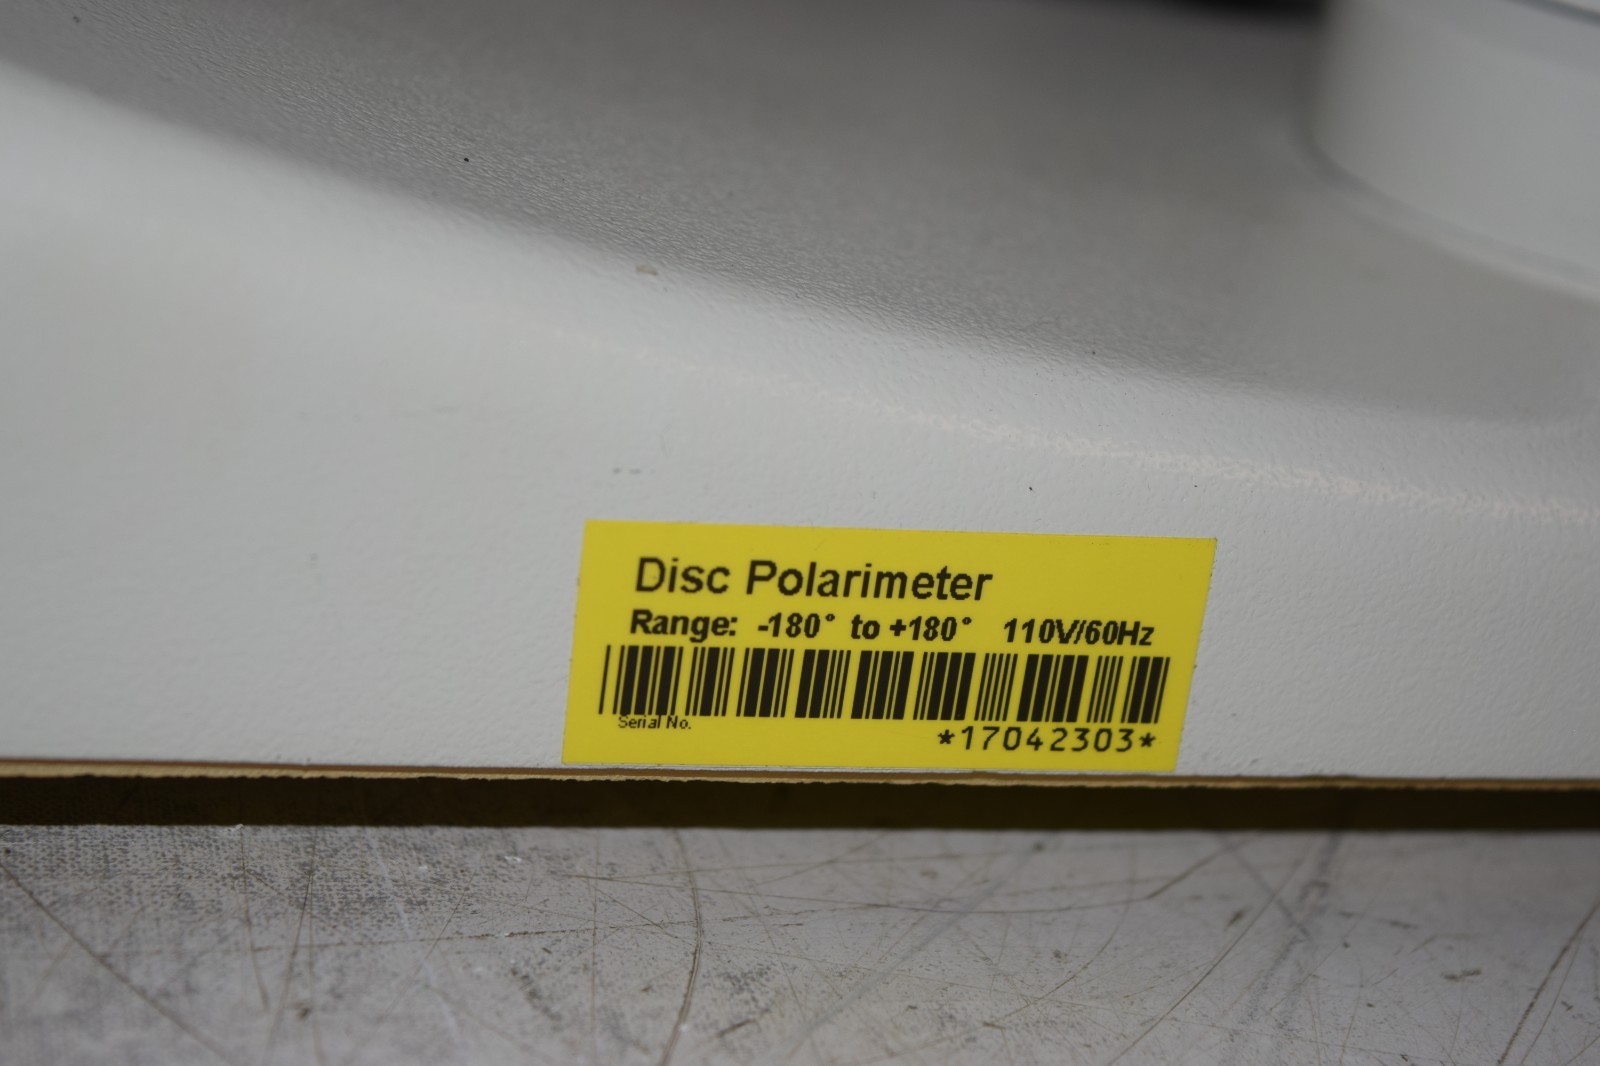 Disc Polarimeter
Range: -180° to +180° 110V/60Hz
Serial No.
*17042303*